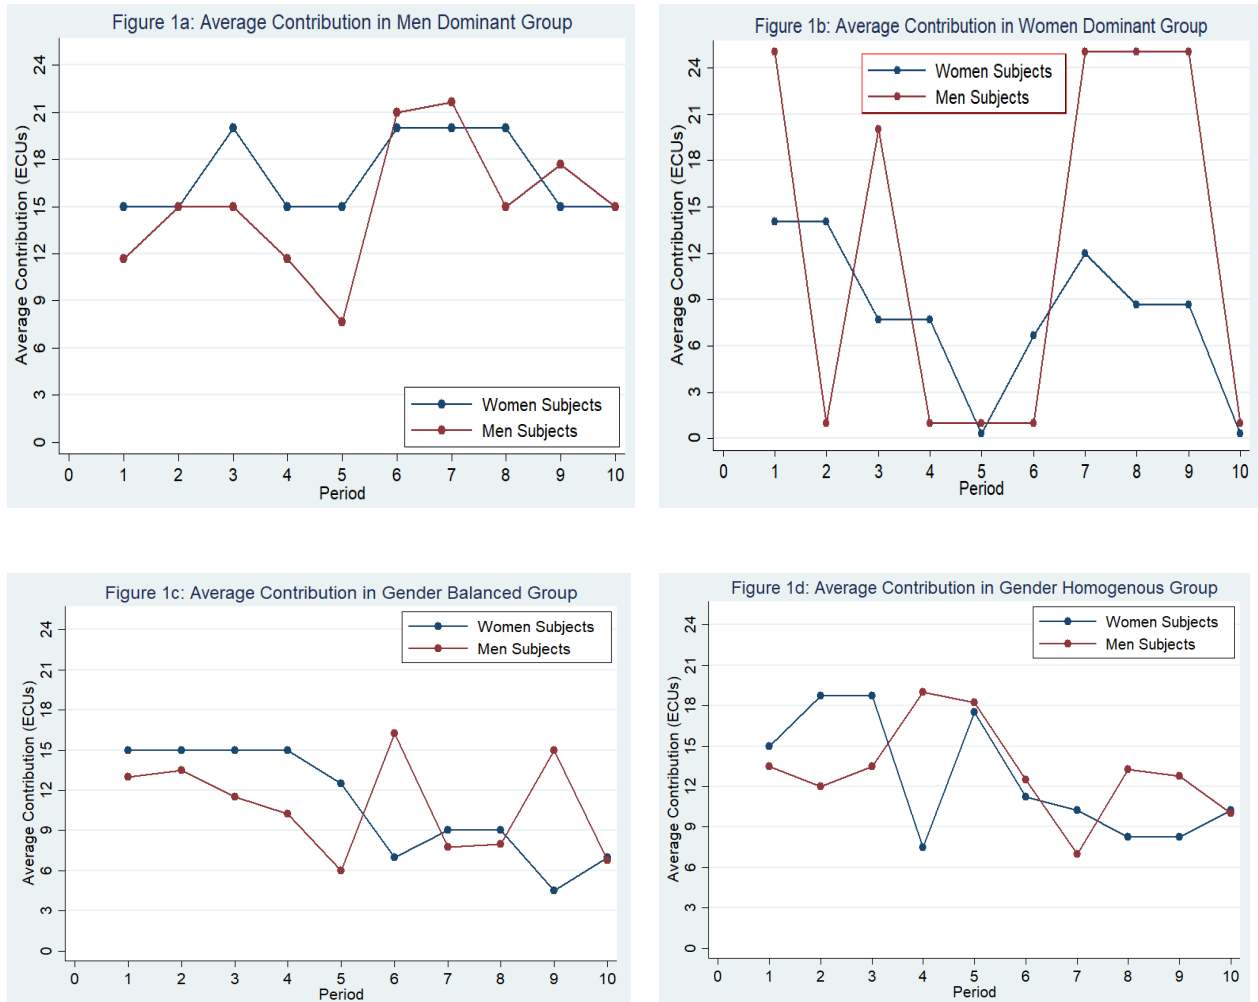 Figure 1a: Average Contribution in Men Dominant Group
Average Contribution (ECUs)
24
21
18
15
12
9
6
3
0
Women Subjects
Men Subjects
0 1 2 3 4 5 6 7 8 9 10
Period
Figure 1b: Average Contribution in Women Dominant Group
Average Contribution (ECUs)
24
21
18
15
12
9
6
3
0
Women Subjects
Men Subjects
0 1 2 3 4 5 6 7 8 9 10
Period
Figure 1c: Average Contribution in Gender Balanced Group
Average Contribution (ECUs)
24
21
18
15
12
9
6
3
0
Women Subjects
Men Subjects
0 1 2 3 4 5 6 7 8 9 10
Period
Figure 1d: Average Contribution in Gender Homogenous Group
Average Contribution (ECUs)
24
21
18
15
12
9
6
3
0
Women Subjects
Men Subjects
0 1 2 3 4 5 6 7 8 9 10
Period